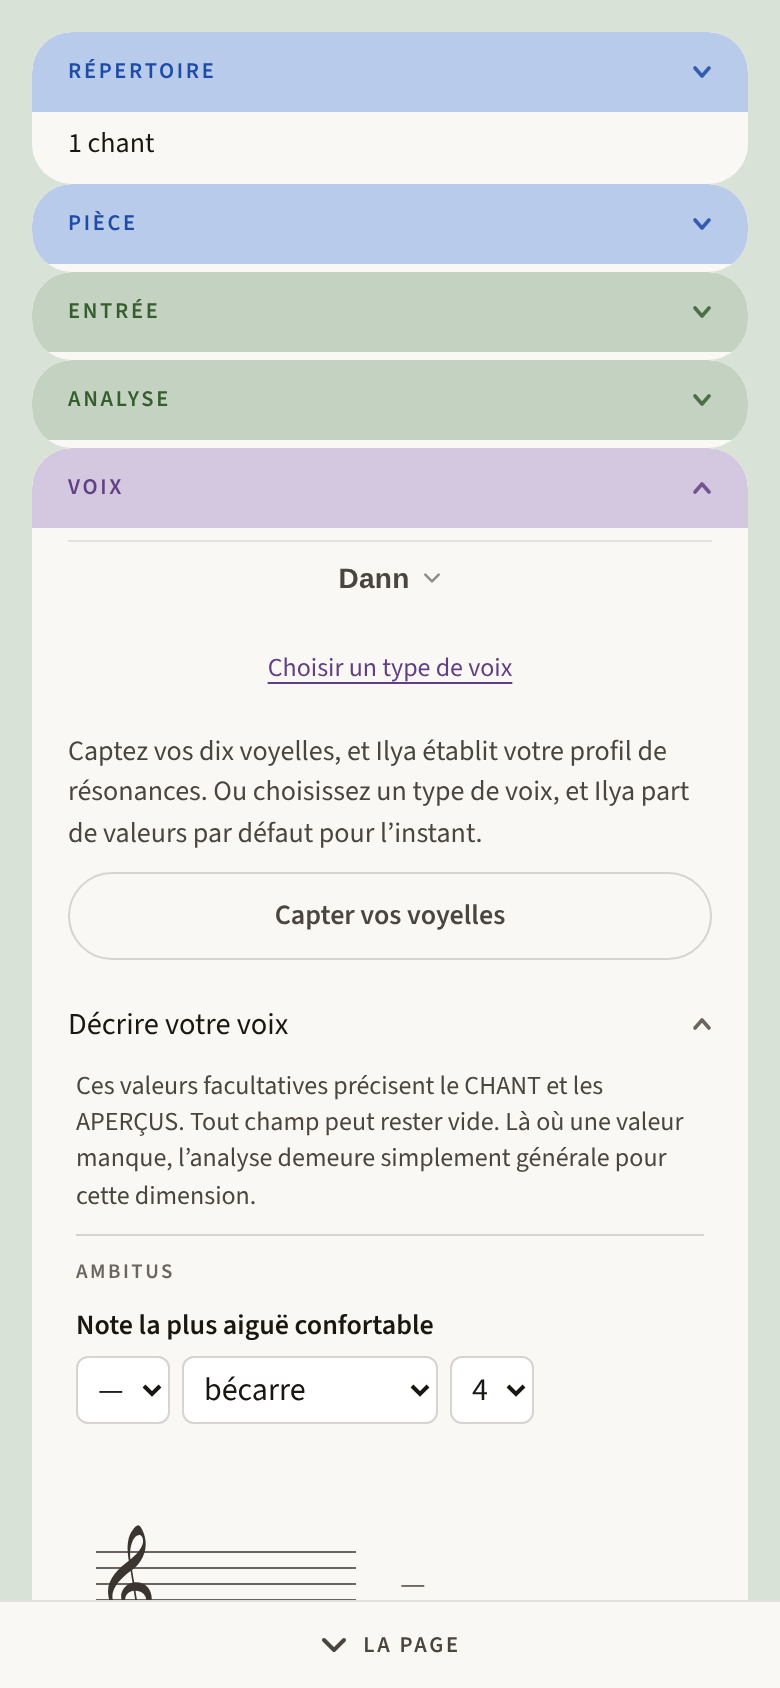 RÉPERTOIRE
1 chant
PIÈCE
ENTRÉE
ANALYSE
VOIX
Dann
Choisir un type de voix
Captez vos dix voyelles, et Ilya établit votre profil de
résonances. Ou choisissez un type de voix, et Ilya part
de valeurs par défaut pour l’instant.
Capter vos voyelles
Décrire votre voix
Ces valeurs facultatives précisent le CHANT et les
APERÇUS. Tout champ peut rester vide. Là où une valeur
manque, l’analyse demeure simplement générale pour
cette dimension.
AMBITUS
Note la plus aiguë confortable
— bécarre 4
—
LA PAGE